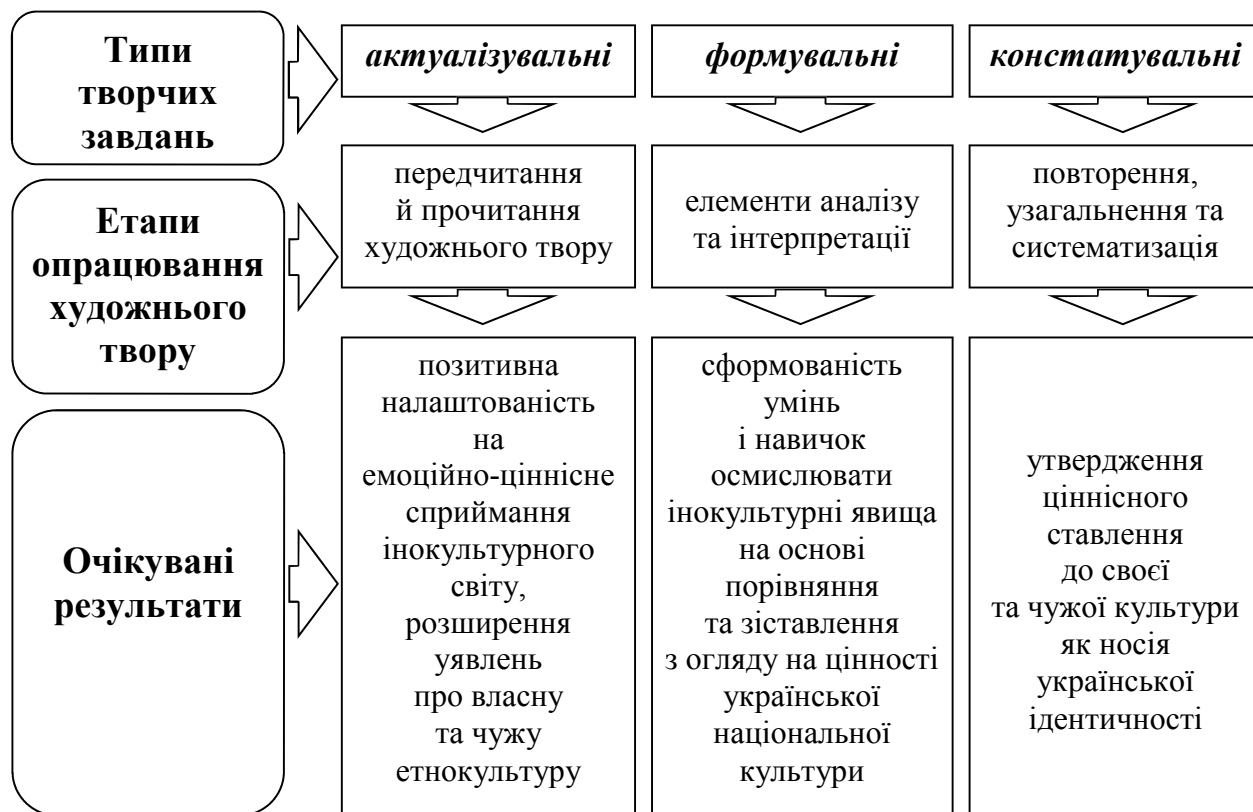 Типи
творчих
завдань
актуалізувальні
формувальні
констатувальні
Етапи
опрацювання
художнього
твору
передчитання
й прочитання
художнього твору
елементи аналізу
та інтерпретації
повторення,
узагальнення та
систематизація
Очікувані
результати
позитивна
налаштованість
на
емоційно-ціннісне
сприймання
інокультурного
світу,
розширення
уявлень
про власну
та чужу
етнокультуру
сформованість
умінь
і навичок
осмислювати
інокультурні явища
на основі
порівняння
та зіставлення
з огляду на цінності
української
національної
культури
утвердження
ціннісного
ставлення
до своєї
та чужої культури
як носія
української
ідентичності